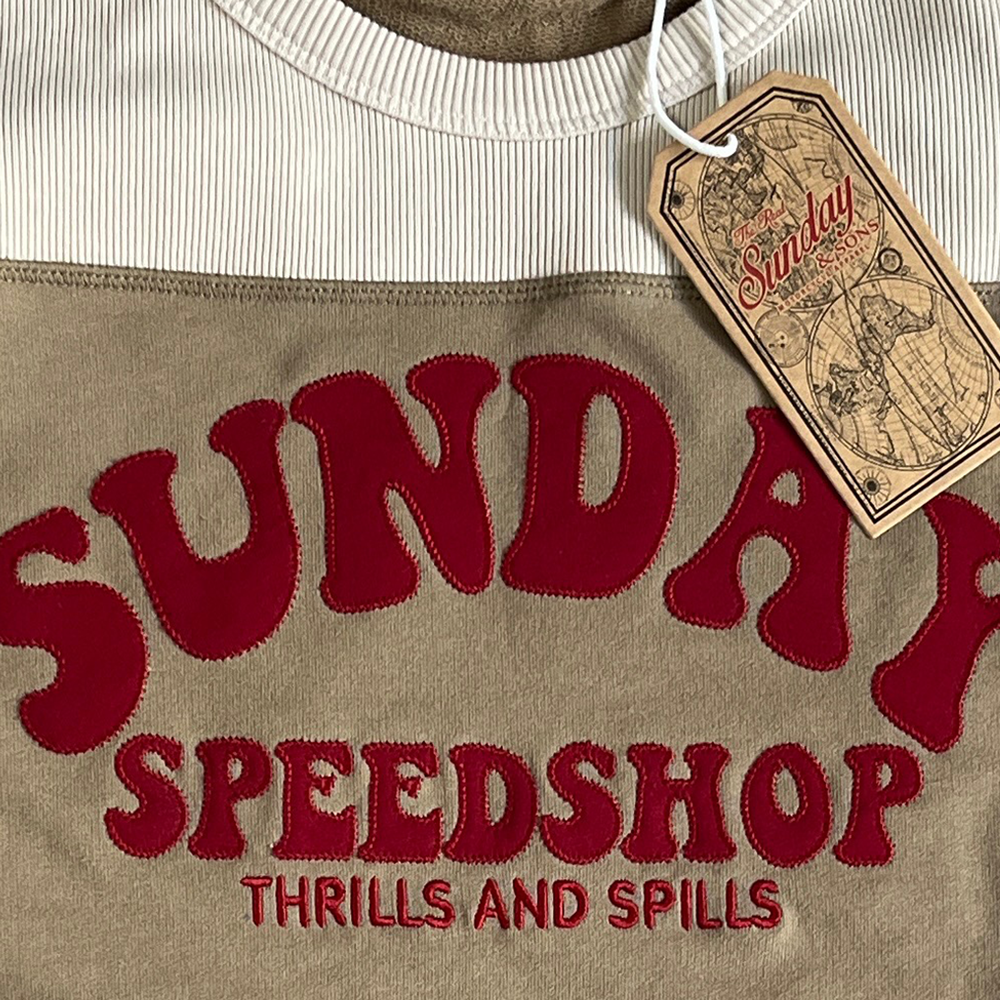 The Real
Sunday
& SONS
SUNDAY
SPEEDSHOP
THRILLS AND SPILLS